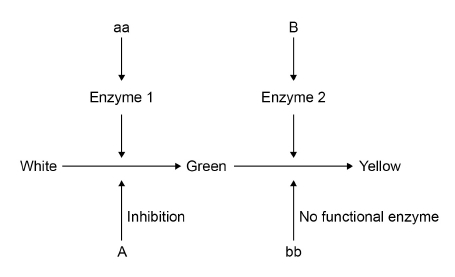 aa
B
Enzyme 1
Enzyme 2
White
Green
Yellow
Inhibition
No functional enzyme
A
bb